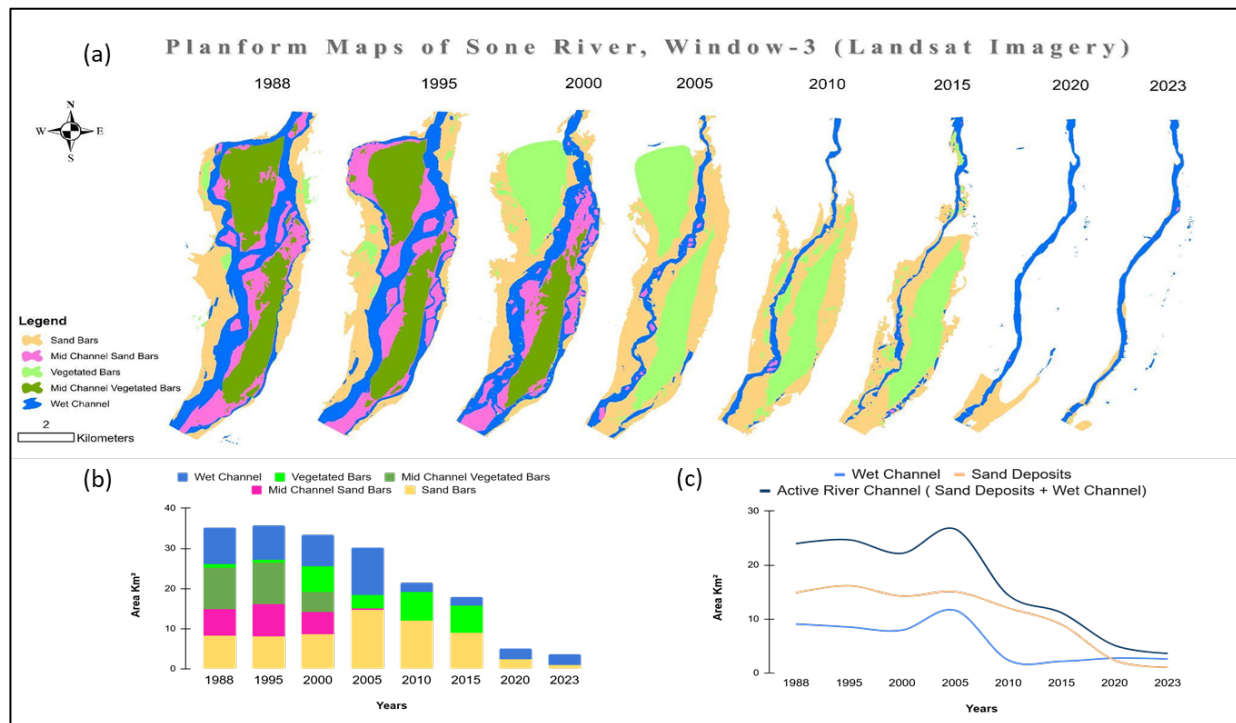 (a)
Planform Maps of Sone River, Window-3 (Landsat Imagery)
1988
1995
2000
2005
2010
2015
2020
2023
N
W E
S
Legend
Sand Bars
Mid Channel Sand Bars
Vegetated Bars
Mid Channel Vegetated Bars
Wet Channel
2
Kilometers
(b)
Wet Channel Vegetated Bars Mid Channel Vegetated Bars
Mid Channel Sand Bars Sand Bars
Area Km²
40
30
20
10
0
1988 1995 2000 2005 2010 2015 2020 2023
Years
(c)
Wet Channel Sand Deposits
Active River Channel ( Sand Deposits + Wet Channel)
Area Km²
30
20
10
0
1988 1995 2000 2005 2010 2015 2020 2023
Years